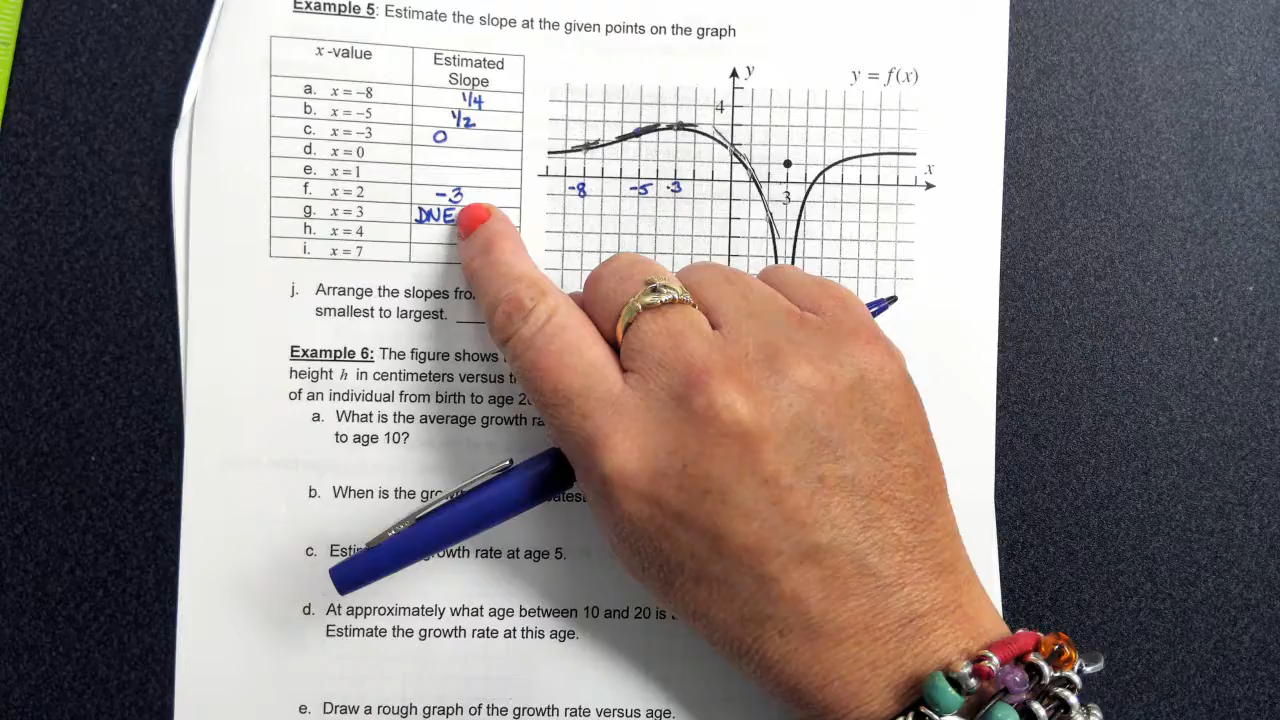 Example 5: Estimate the slope at the given points on the graph
x-value Estimated Slope
a. x = −8 1/4
b. x = −5 1/2
c. x = −3 0
d. x = 0
e. x = 1
f. x = 2 −3
g. x = 3 DNE
h. x = 4
i. x = 7
y
y = f(x)
4
x
-8 -5 -3
3
j. Arrange the slopes
smallest to largest.
Example 6: The figure shows
height h in centimeters versus
of an individual from birth to age
a. What is the average growth
to age 10?
b. When is the
c. growth rate at age 5.
d. At approximately what age between 10 and 20 is
Estimate the growth rate at this age.
e. Draw a rough graph of the growth rate versus age.